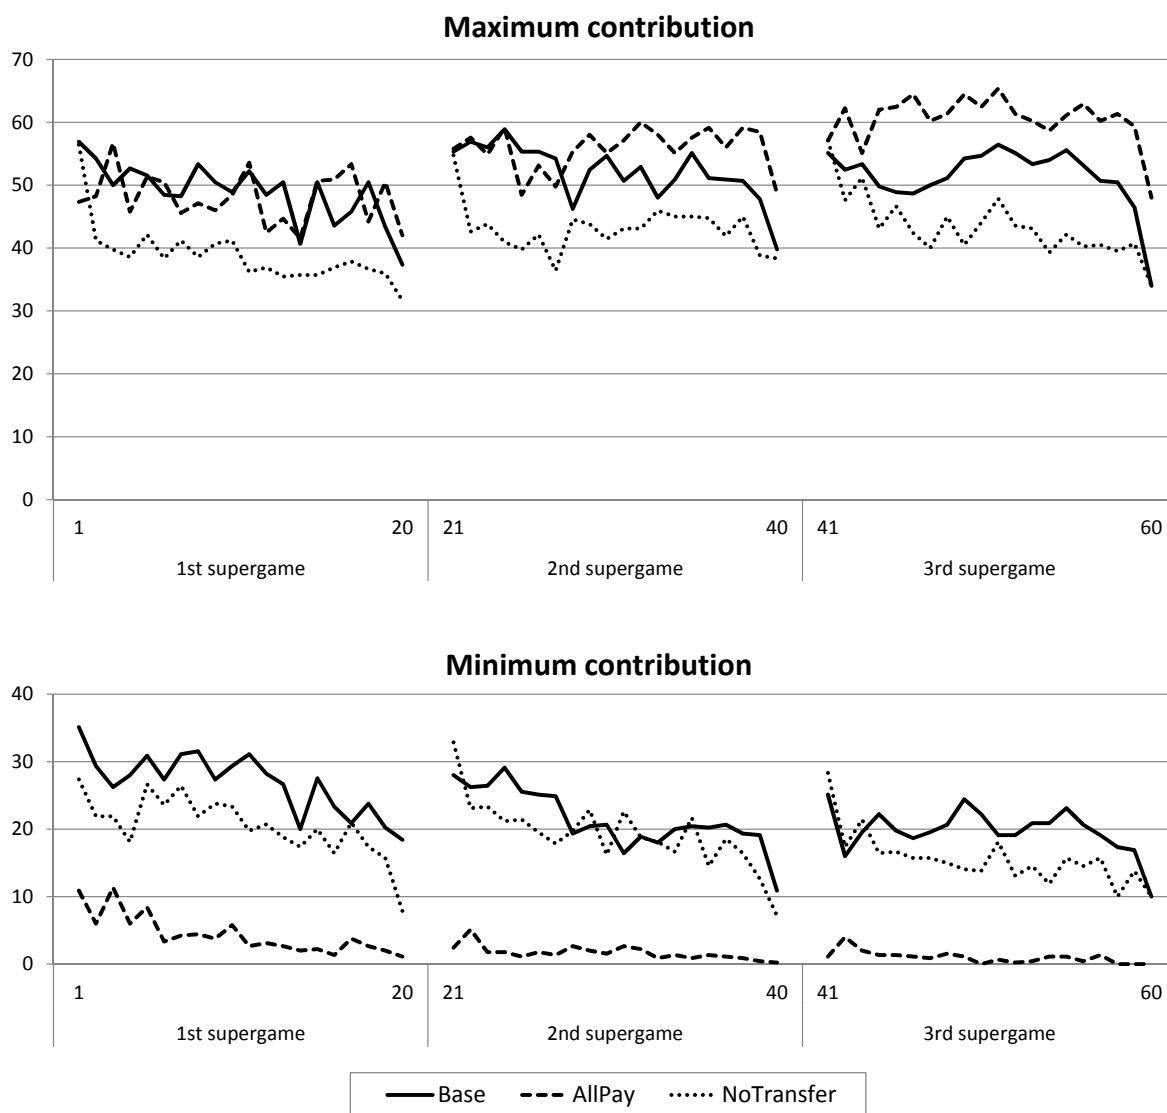 Maximum contribution
70
60
50
40
30
20
10
0
1 20 21 40 41 60
1st supergame 2nd supergame 3rd supergame
Minimum contribution
40
30
20
10
0
1 20 21 40 41 60
1st supergame 2nd supergame 3rd supergame
Base AllPay NoTransfer